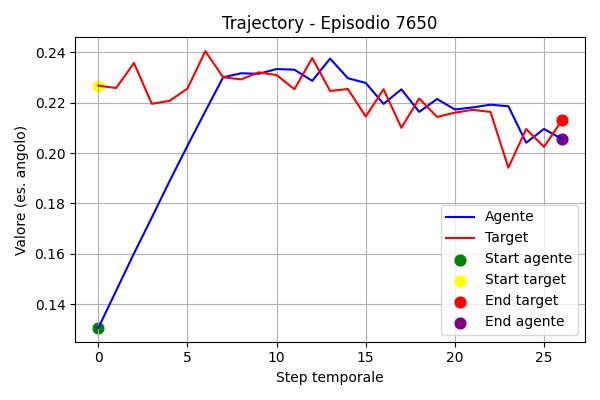 Trajectory - Episodio 7650
Valore (es. angolo)
0.24
0.22
0.20
0.18
0.16
0.14
0
5
10
15
20
25
Step temporale
Agente
Target
Start agente
Start target
End target
End agente